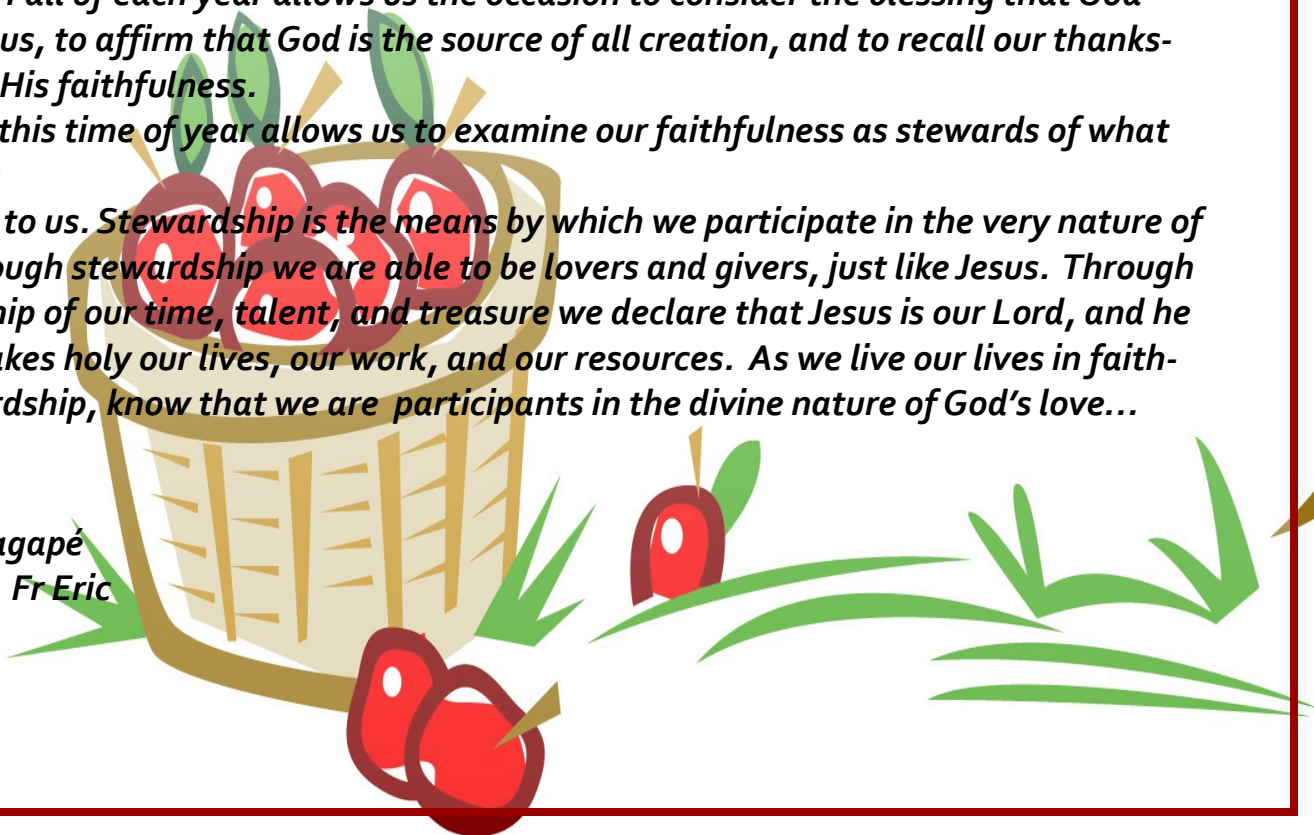 Fall of each year allows us the occasion to consider the blessing that God
us, to affirm that God is the source of all creation, and to recall our thanks-
His faithfulness.
this time of year allows us to examine our faithfulness as stewards of what
to us. Stewardship is the means by which we participate in the very nature of
ough stewardship we are able to be lovers and givers, just like Jesus. Through
hip of our time, talent, and treasure we declare that Jesus is our Lord, and he
akes holy our lives, our work, and our resources. As we live our lives in faith-
rdship, know that we are participants in the divine nature of God’s love…
agapé
Fr Eric